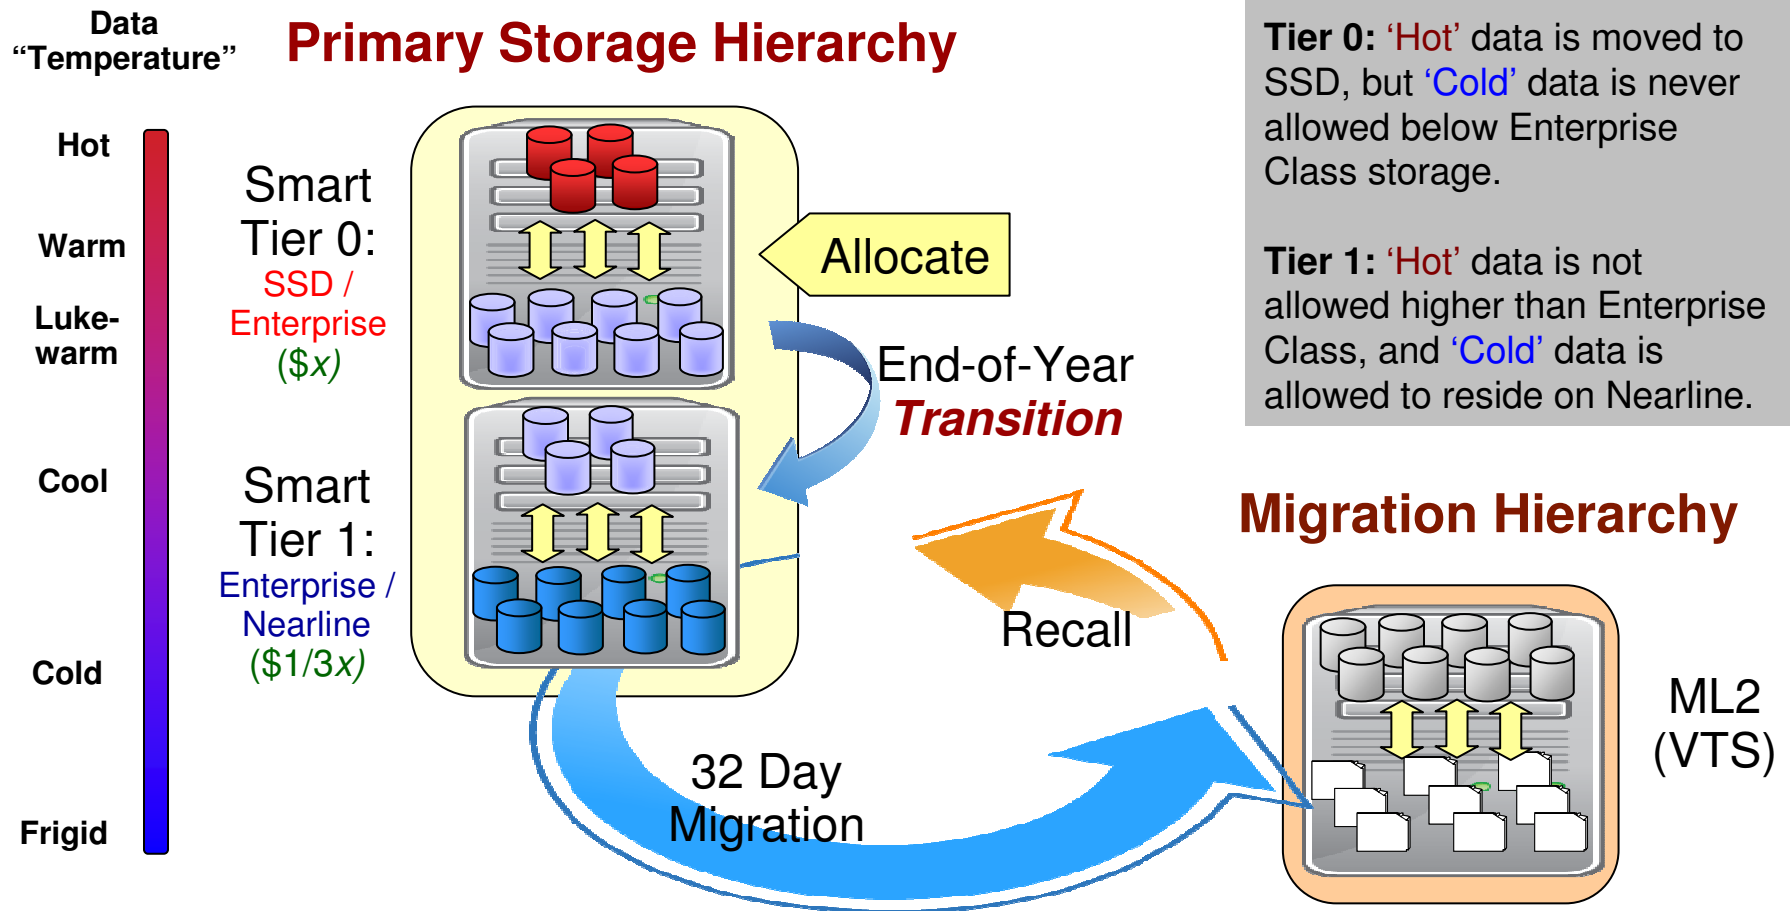 Data
“Temperature”
Primary Storage Hierarchy
Hot
Warm
Luke-
warm
Cool
Cold
Frigid
Smart
Tier 0:
SSD /
Enterprise
($x)
Smart
Tier 1:
Enterprise /
Nearline
($1/3x)
Allocate
End-of-Year
Transition
Tier 0: ‘Hot’ data is moved to
SSD, but ‘Cold’ data is never
allowed below Enterprise
Class storage.
Tier 1: ‘Hot’ data is not
allowed higher than Enterprise
Class, and ‘Cold’ data is
allowed to reside on Nearline.
Migration Hierarchy
Recall
32 Day
Migration
ML2
(VTS)